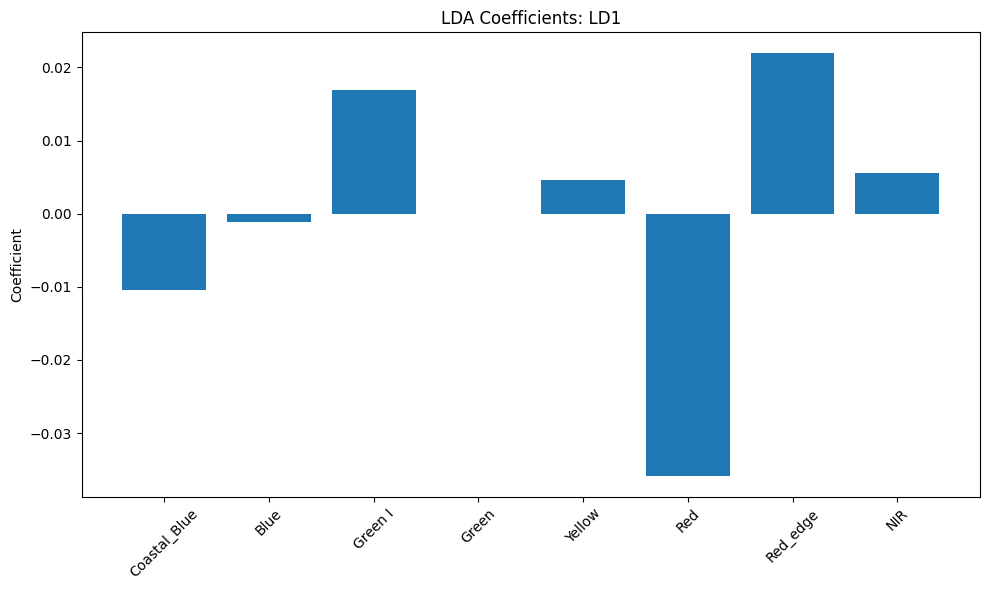 LDA Coefficients: LD1
Coefficient
0.02
0.01
0.00
−0.01
−0.02
−0.03
Coastal_Blue
Blue
Green I
Green
Yellow
Red
Red_edge
NIR